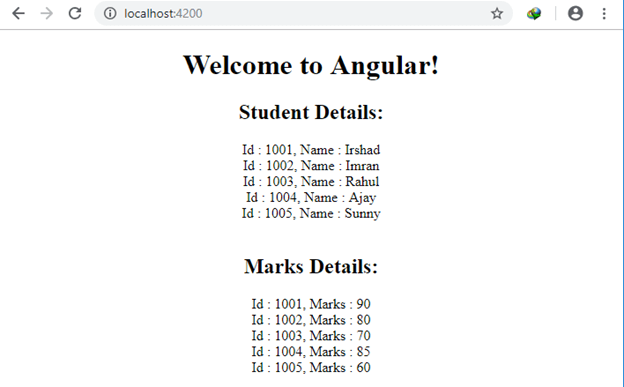 localhost:4200
Welcome to Angular!
Student Details:
Id : 1001, Name : Irshad
Id : 1002, Name : Imran
Id : 1003, Name : Rahul
Id : 1004, Name : Ajay
Id : 1005, Name : Sunny
Marks Details:
Id : 1001, Marks : 90
Id : 1002, Marks : 80
Id : 1003, Marks : 70
Id : 1004, Marks : 85
Id : 1005, Marks : 60